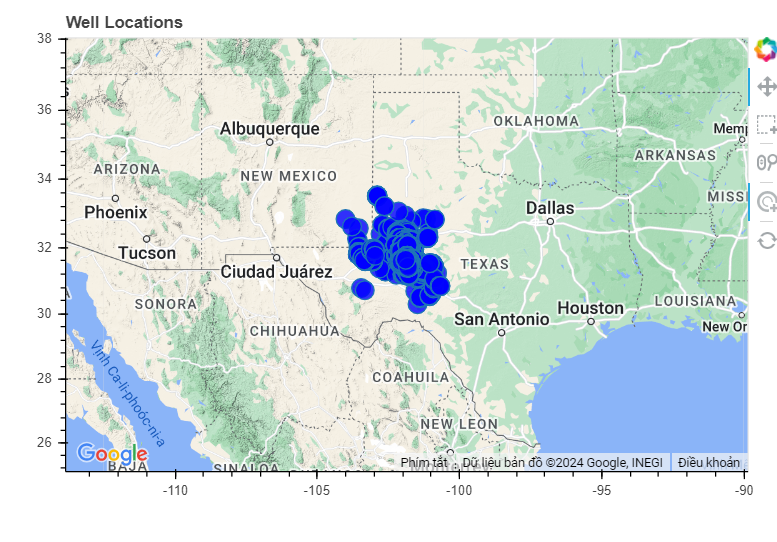 Well Locations
38
36
Albuquerque
OKLAHOMA
Memp
ARIZONA
ARKANSAS
NEW MEXICO
34
MISSI
Phoenix
Dallas
Tucson
32
TEXAS
Ciudad Juárez
SONORA
LOUISIANA
Houston
30
San Antonio
New Or
CHIHUAHUA
Vịnh Ca-li-phoóc-ni-a
28
COAHUILA
NEW LEON
26
Google
BAJA
SINALOA
Phím tắt
Dữ liệu bản đồ ©2024 Google, INEGI
Điều khoản
-110
-105
-100
-95
-90